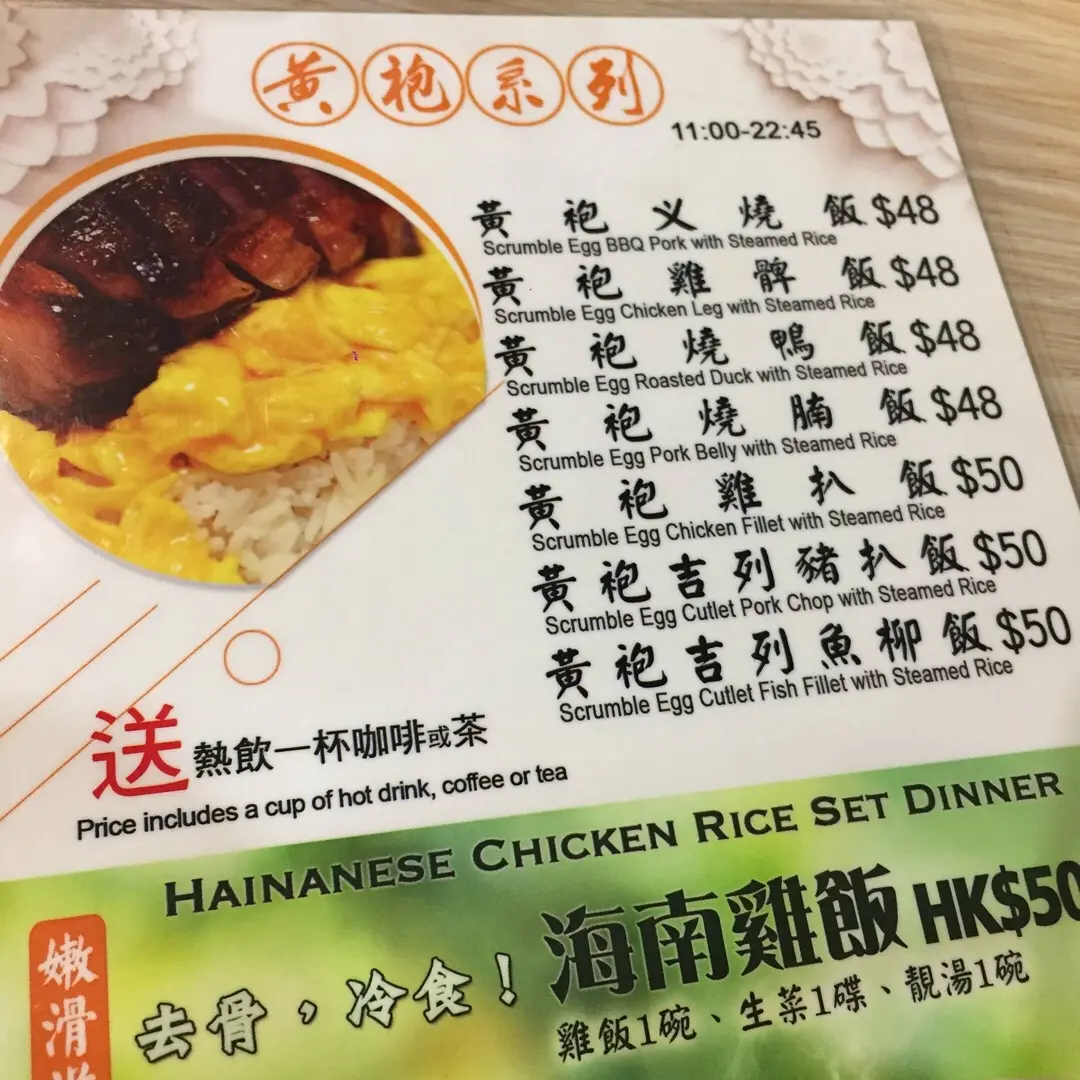 黃袍系列
11:00-22:45
黃袍义燒飯 $48
Scrumble Egg BBQ Pork with Steamed Rice
黃袍雞髀飯 $48
Scrumble Egg Chicken Leg with Steamed Rice
黃袍燒鴨飯 $48
Scrumble Egg Roasted Duck with Steamed Rice
黃袍燒腩飯 $48
Scrumble Egg Pork Belly with Steamed Rice
黃袍雞扒飯 $50
Scrumble Egg Chicken Fillet with Steamed Rice
黃袍吉列豬扒飯 $50
Scrumble Egg Cutlet Pork Chop with Steamed Rice
黃袍吉列魚柳飯 $50
Scrumble Egg Cutlet Fish Fillet with Steamed Rice
送熱飲一杯咖啡或茶
Price includes a cup of hot drink, coffee or tea
HAINANESE CHICKEN RICE SET DINNER
海南雞飯 HK$50
嫩滑
去骨，冷食！
雞飯1碗、生菜1碟、靚湯1碗